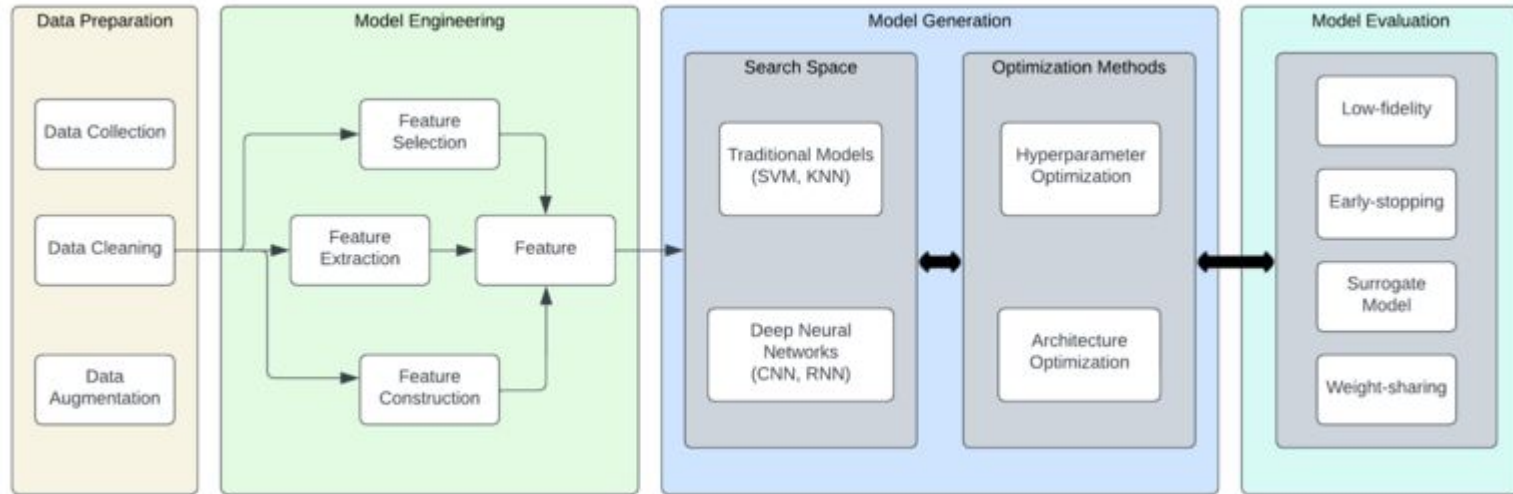 Data Preparation
Data Collection
Data Cleaning
Data
Augmentation
Model Engineering
Feature
Selection
Feature
Extraction
Feature
Feature
Construction
Model Generation
Search Space
Traditional Models
(SVM, KNN)
Deep Neural
Networks
(CNN, RNN)
Optimization Methods
Hyperparameter
Optimization
Architecture
Optimization
Model Evaluation
Low-fidelity
Early-stopping
Surrogate
Model
Weight-sharing